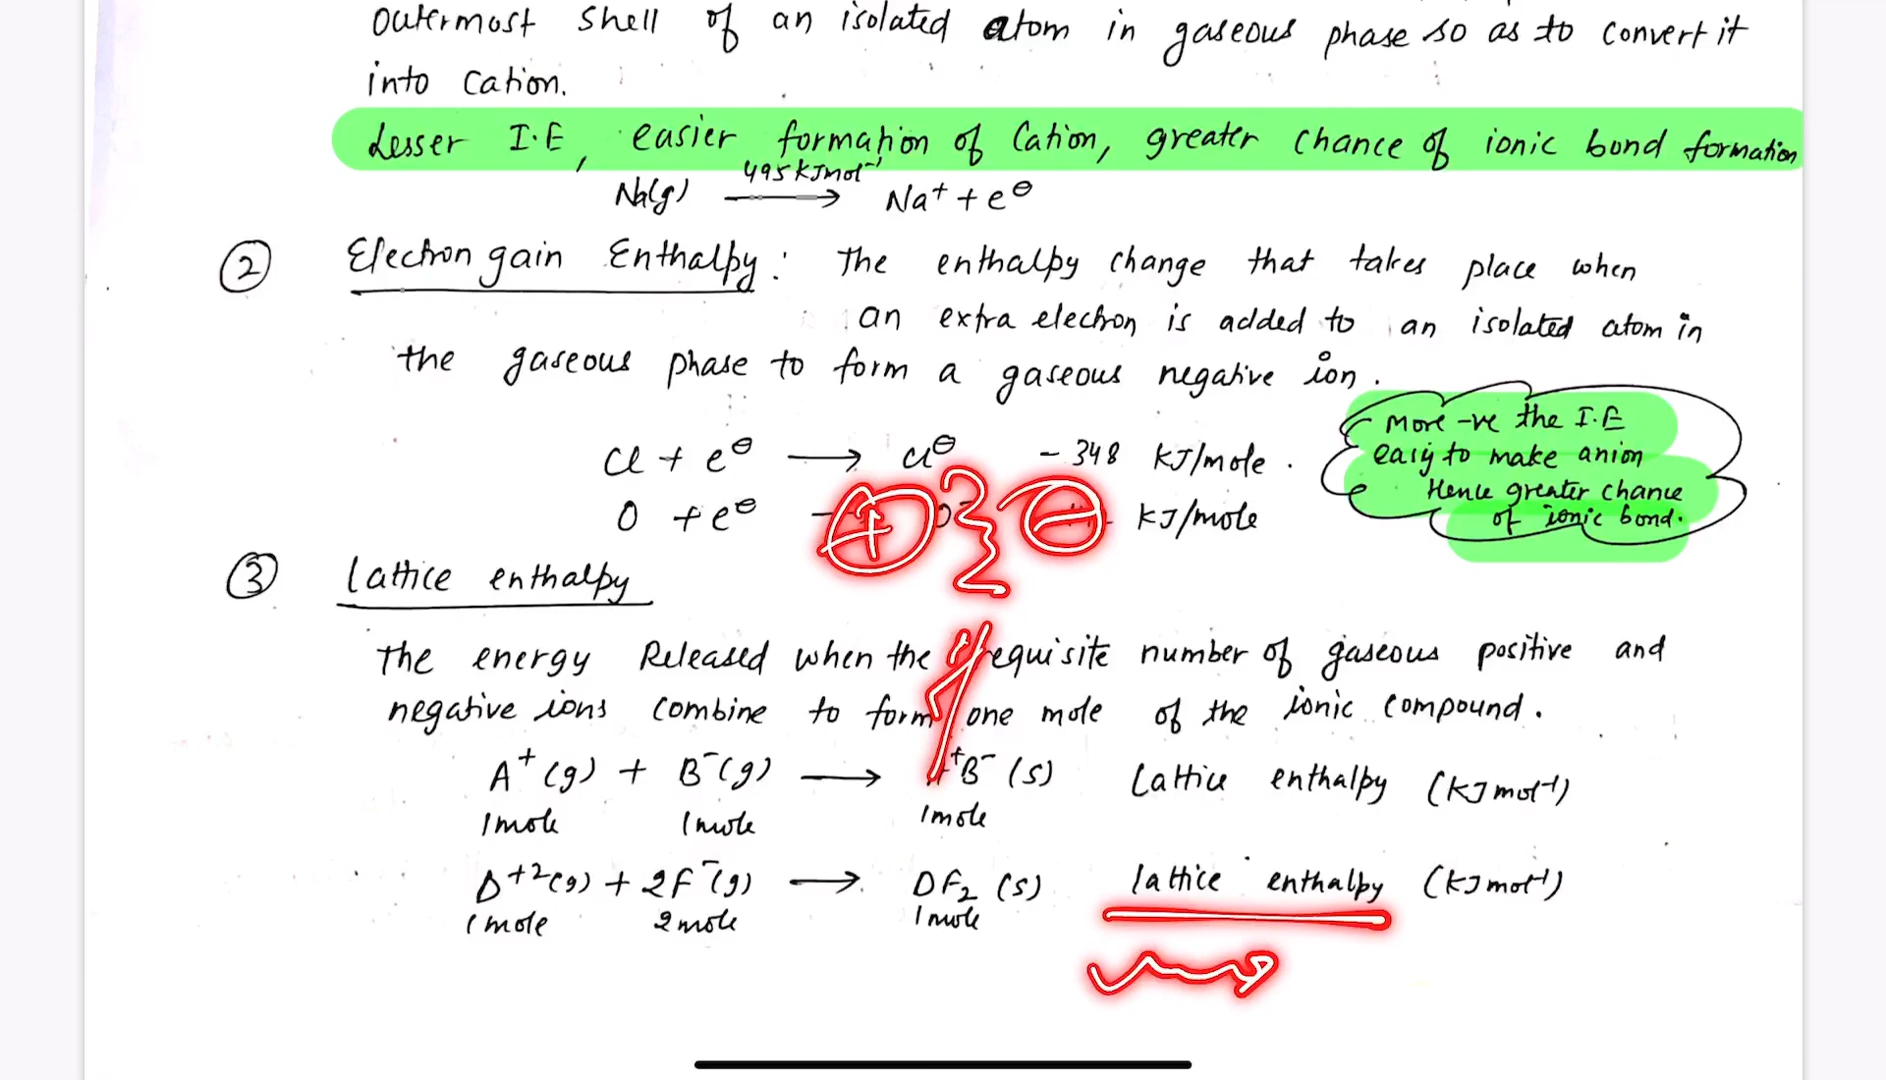 outermost shell of an isolated atom in gaseous phase so as to convert it
into Cation.
Lesser I.E, easier formation of Cation, greater chance of ionic bond formation
Na(g) —495 KJmol⁻¹→ Na⁺ + e⊖
② Electron gain Enthalpy : The enthalpy change that takes place when
an extra electron is added to an isolated atom in
the gaseous phase to form a gaseous negative ion.
Cl + e⊖ → Cl⊖ - 348 KJ/mole.
O + e⊖ KJ/mole
More -ve the I.E
easy to make anion
Hence greater chance
of ionic bond.
③ Lattice enthalpy
The energy Released when the requisite number of gaseous positive and
negative ions combine to form one mole of the ionic compound.
A⁺(g) + B⁻(g) → A⁺B⁻(s) Lattice enthalpy (KJmol⁻¹)
1mole 1mole 1mole
D⁺²(g) + 2F⁻(g) → DF₂ (s) lattice enthalpy (KJmol⁻¹)
1mole 2mole 1mole